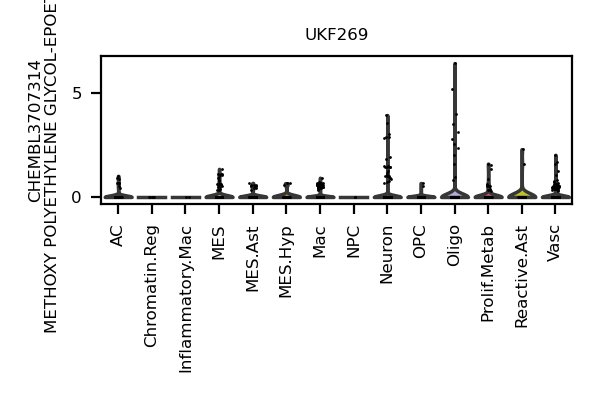 UKF269
CHEMBL3707314
METHOXY POLYETHYLENE GLYCOL-EPOET
5
0
AC
Chromatin.Reg
Inflammatory.Mac
MES
MES.Ast
MES.Hyp
Mac
NPC
Neuron
OPC
Oligo
Prolif.Metab
Reactive.Ast
Vasc